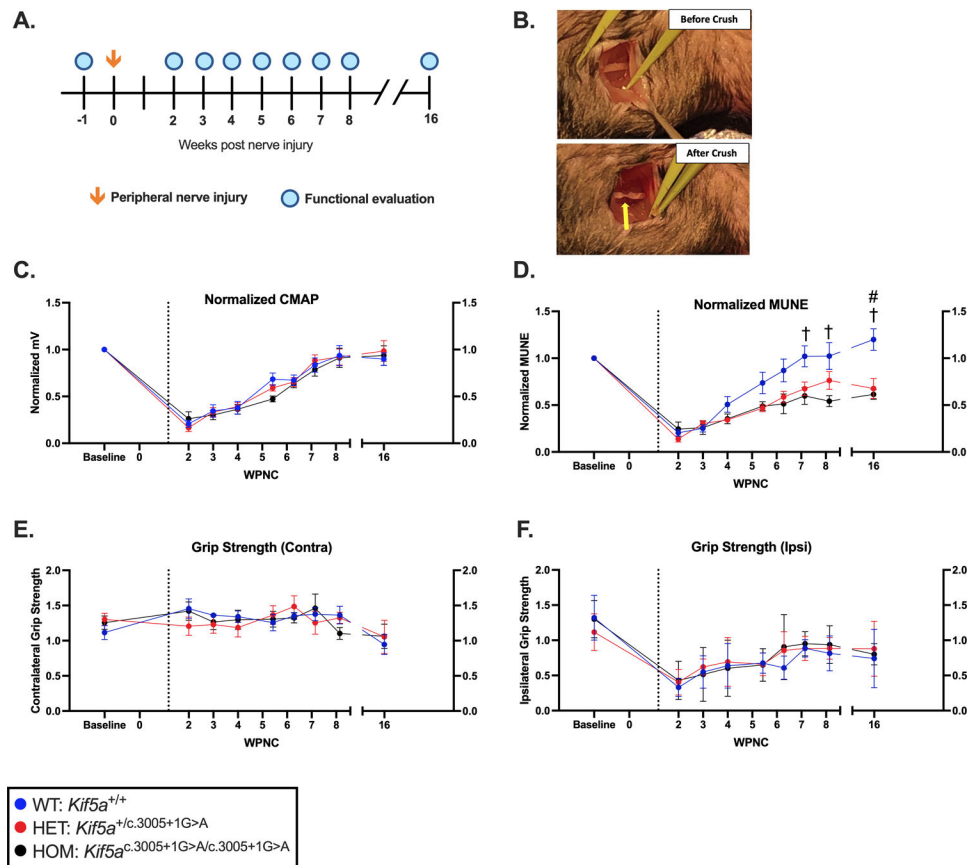 A.
-1 0 2 3 4 5 6 7 8 16
Weeks post nerve injury
Peripheral nerve injury Functional evaluation
B.
Before Crush
After Crush
C.
Normalized CMAP
Normalized mV
1.5 1.5
1.0 1.0
0.5 0.5
0.0 0.0
Baseline 0 2 3 4 5 6 7 8 16
WPNC
D.
Normalized MUNE
Normalized MUNE
#
† † †
1.5 1.5
1.0 1.0
0.5 0.5
0.0 0.0
Baseline 0 2 3 4 5 6 7 8 16
WPNC
E.
Grip Strength (Contra)
Contralateral Grip Strength
2.0 2.0
1.5 1.5
1.0 1.0
0.5 0.5
0.0 0.0
Baseline 0 2 3 4 5 6 7 8 16
WPNC
F.
Grip Strength (Ipsi)
Ipsilateral Grip Strength
2.0 2.0
1.5 1.5
1.0 1.0
0.5 0.5
0.0 0.0
Baseline 0 2 3 4 5 6 7 8 16
WPNC
WT: Kif5a+/+
HET: Kif5a+/c.3005+1G>A
HOM: Kif5ac.3005+1G>A/c.3005+1G>A